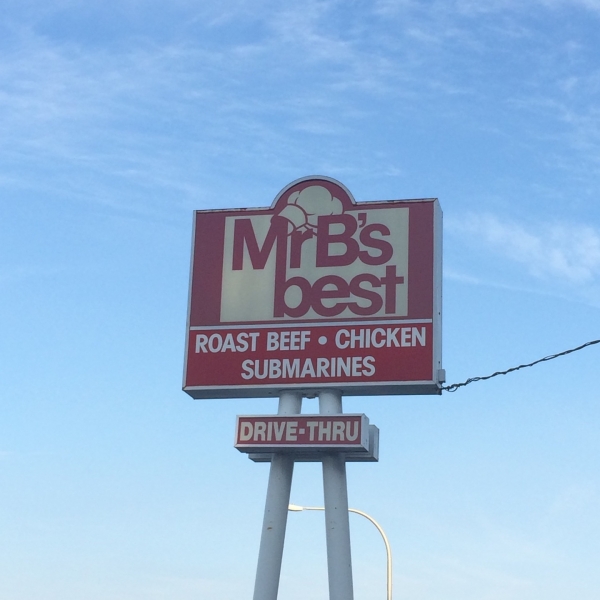 MrB's
best
ROAST BEEF • CHICKEN
SUBMARINES
DRIVE-THRU